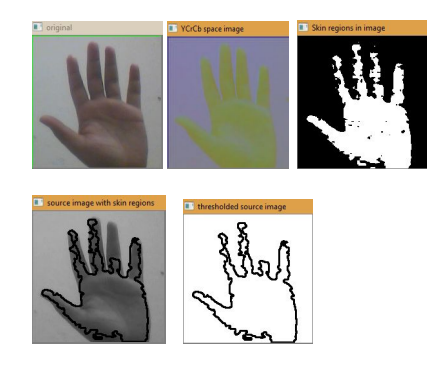 original
YCrCb space image
Skin regions in image
source image with skin regions
thresholded source image